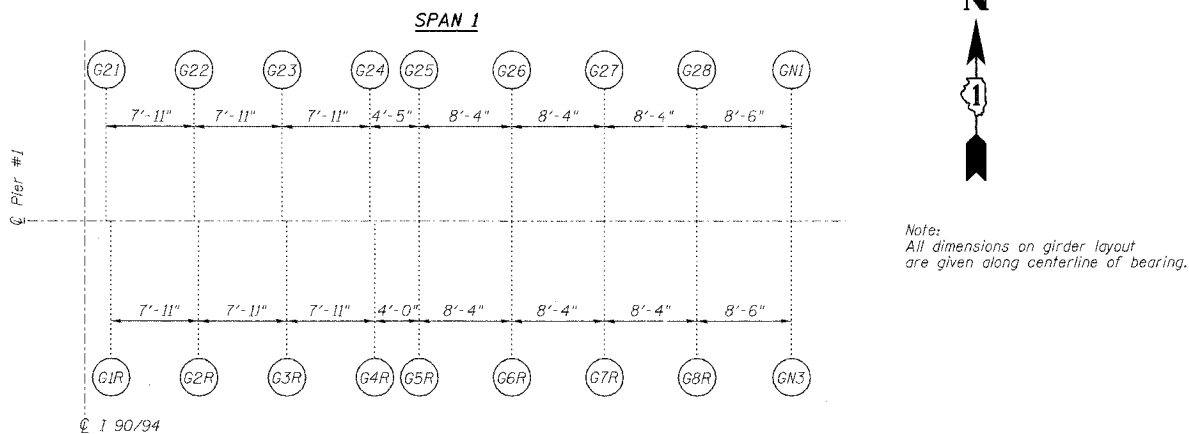 SPAN 1
N
G21 G22 G23 G24 G25 G26 G27 G28 GN1
7'-11" 7'-11" 7'-11" 4'-5" 8'-4" 8'-4" 8'-4" 8'-6"
1
℄ Pier #1
Note:
All dimensions on girder layout
are given along centerline of bearing.
7'-11" 7'-11" 7'-11" 4'-0" 8'-4" 8'-4" 8'-4" 8'-6"
G1R G2R G3R G4R G5R G6R G7R G8R GN3
℄ I 90/94